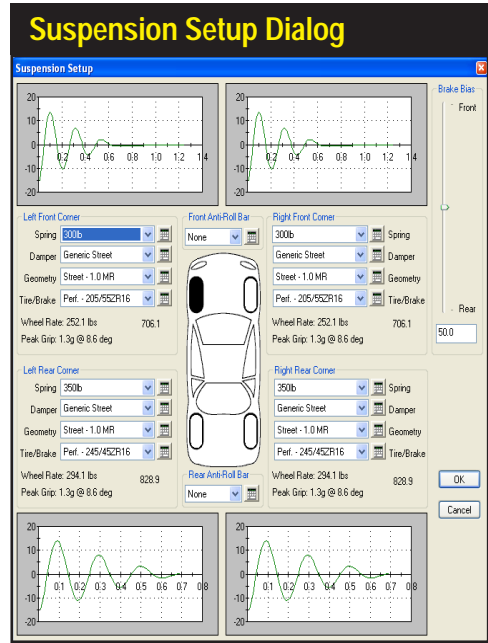 Suspension Setup Dialog
Suspension Setup
20
10
0
-10
-20
0.2 0.4 0.6 0.8 1 1.2 1.4
20
10
0
-10
-20
0.2 0.4 0.6 0.8 1 1.2 1.4
Brake Bias
Front
Rear
50.0
Left Front Corner
Spring 300lb
Damper Generic Street
Geometry Street - 1.0 MR
Tire/Brake Perf. - 205/55ZR16
Wheel Rate: 252.1 lbs 706.1
Peak Grip: 1.3g @ 8.6 deg
Front Anti-Roll Bar
None
Right Front Corner
300lb Spring
Generic Street Damper
Street - 1.0 MR Geometry
Perf. - 205/55ZR16 Tire/Brake
Wheel Rate: 252.1 lbs 706.1
Peak Grip: 1.3g @ 8.6 deg
Left Rear Corner
Spring 350lb
Damper Generic Street
Geometry Street - 1.0 MR
Tire/Brake Perf. - 245/45ZR16
Wheel Rate: 294.1 lbs 828.9
Peak Grip: 1.3g @ 8.6 deg
Rear Anti-Roll Bar
None
Right Rear Corner
350lb Spring
Generic Street Damper
Street - 1.0 MR Geometry
Perf. - 245/45ZR16 Tire/Brake
Wheel Rate: 294.1 lbs 828.9
Peak Grip: 1.3g @ 8.6 deg
OK
Cancel
20
10
0
-10
-20
0.1 0.2 0.3 0.4 0.5 0.6 0.7 0.8
20
10
0
-10
-20
0.1 0.2 0.3 0.4 0.5 0.6 0.7 0.8